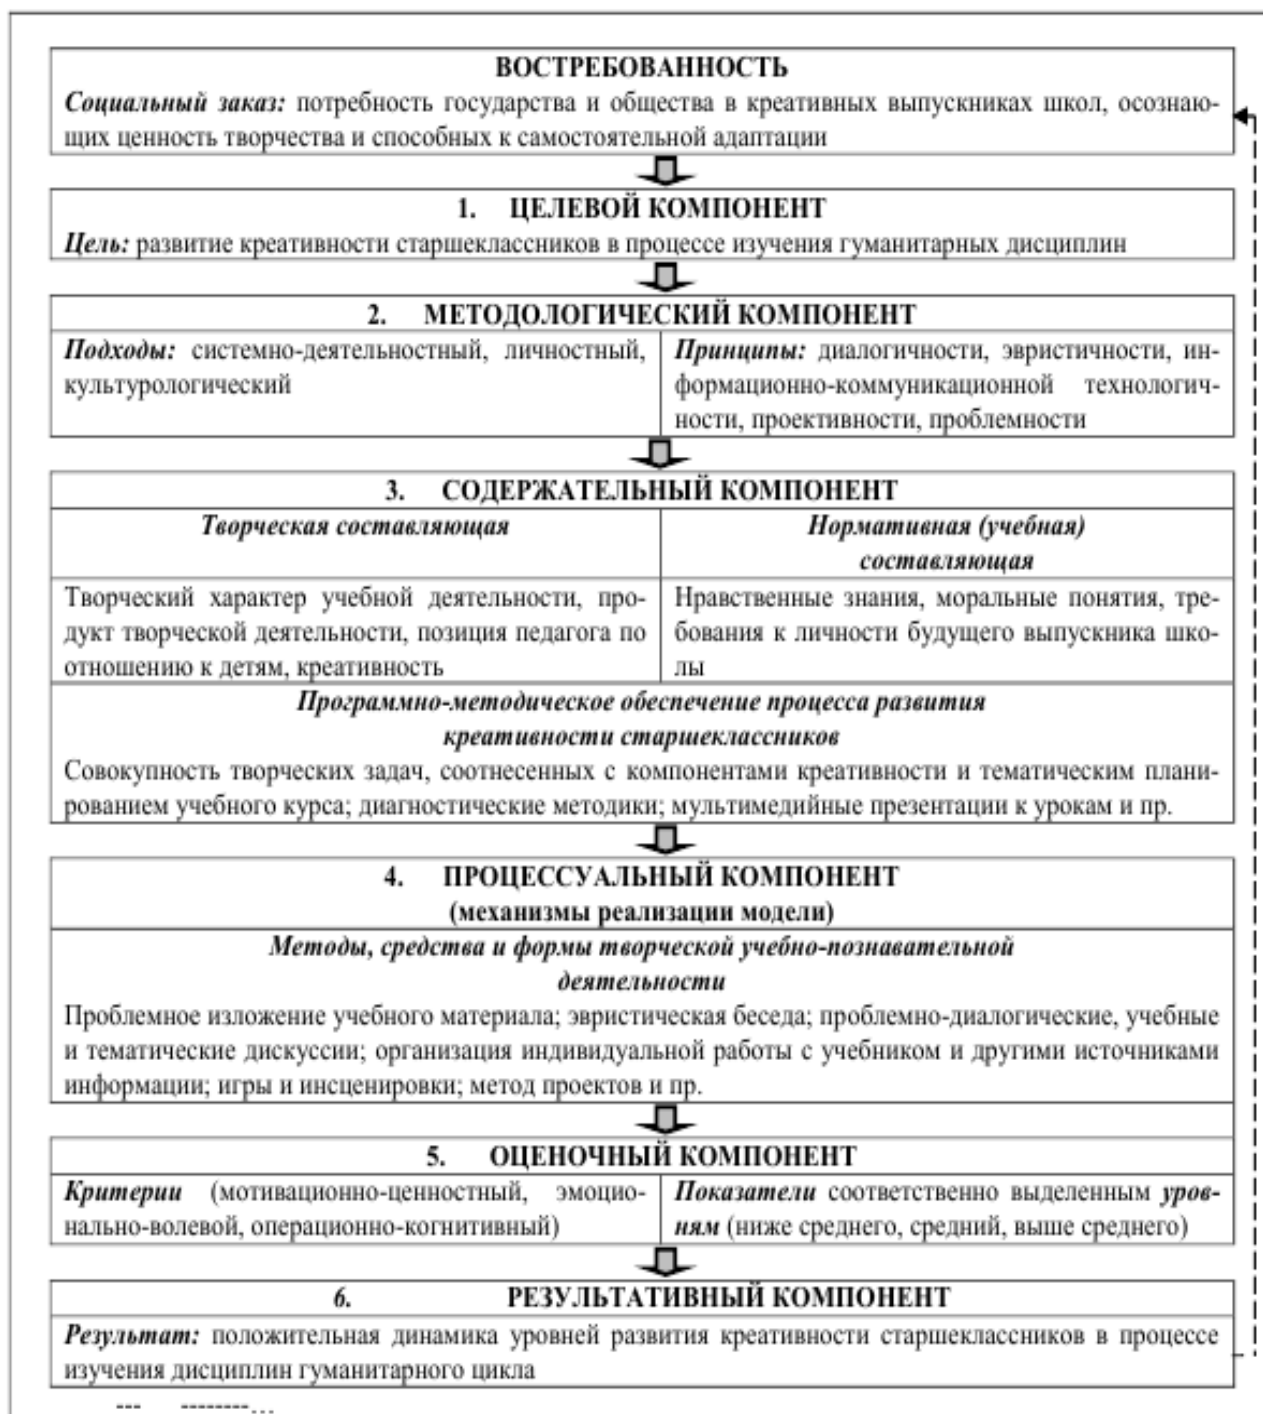 ВОСТРЕБОВАННОСТЬ
Социальный заказ: потребность государства и общества в креативных выпускниках школ, осознаю-
щих ценность творчества и способных к самостоятельной адаптации
1. ЦЕЛЕВОЙ КОМПОНЕНТ
Цель: развитие креативности старшеклассников в процессе изучения гуманитарных дисциплин
2. МЕТОДОЛОГИЧЕСКИЙ КОМПОНЕНТ
Подходы: системно-деятельностный, личностный,
культурологический
Принципы: диалогичности, эвристичности, ин-
формационно-коммуникационной технологич-
ности, проективности, проблемности
3. СОДЕРЖАТЕЛЬНЫЙ КОМПОНЕНТ
Творческая составляющая
Нормативная (учебная)
составляющая
Творческий характер учебной деятельности, про-
дукт творческой деятельности, позиция педагога по
отношению к детям, креативность
Нравственные знания, моральные понятия, тре-
бования к личности будущего выпускника шко-
лы
Программно-методическое обеспечение процесса развития
креативности старшеклассников
Совокупность творческих задач, соотнесенных с компонентами креативности и тематическим плани-
рованием учебного курса; диагностические методики; мультимедийные презентации к урокам и пр.
4. ПРОЦЕССУАЛЬНЫЙ КОМПОНЕНТ
(механизмы реализации модели)
Методы, средства и формы творческой учебно-познавательной
деятельности
Проблемное изложение учебного материала; эвристическая беседа; проблемно-диалогические, учебные
и тематические дискуссии; организация индивидуальной работы с учебником и другими источниками
информации; игры и инсценировки; метод проектов и пр.
5. ОЦЕНОЧНЫЙ КОМПОНЕНТ
Критерии (мотивационно-ценностный, эмоцио-
нально-волевой, операционно-когнитивный)
Показатели соответственно выделенным уров-
ням (ниже среднего, средний, выше среднего)
6. РЕЗУЛЬТАТИВНЫЙ КОМПОНЕНТ
Результат: положительная динамика уровней развития креативности старшеклассников в процессе
изучения дисциплин гуманитарного цикла